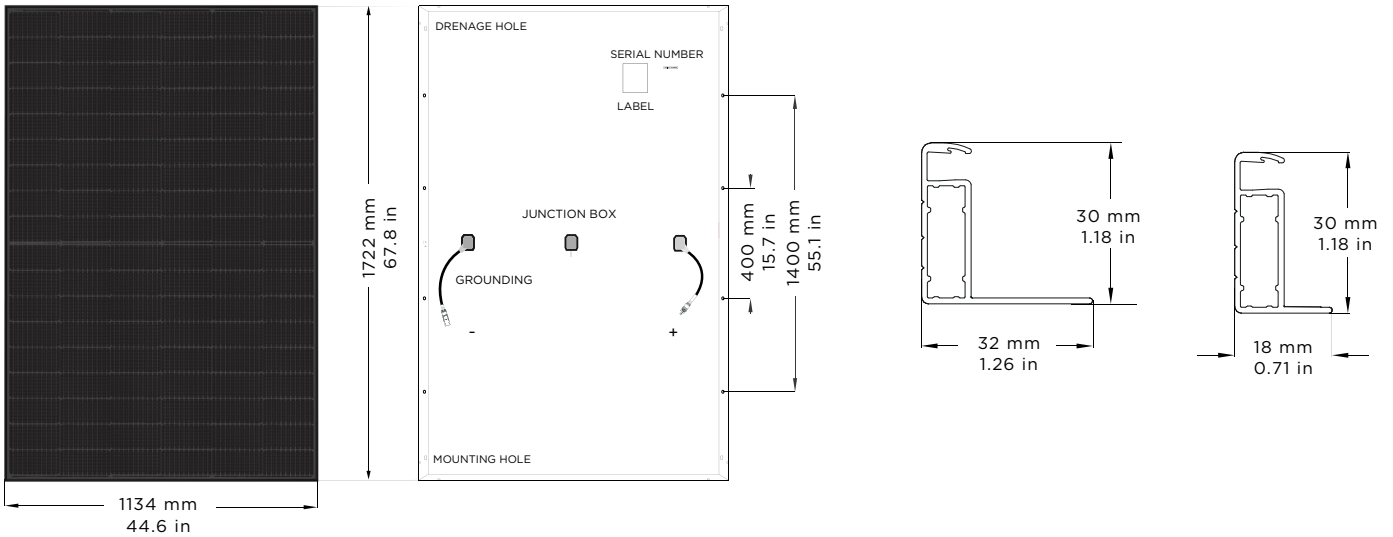 DRENAGE HOLE
SERIAL NUMBER
LABEL
JUNCTION BOX
GROUNDING
-
+
MOUNTING HOLE
1722 mm
67.8 in
1134 mm
44.6 in
400 mm
15.7 in
1400 mm
55.1 in
30 mm
1.18 in
32 mm
1.26 in
30 mm
1.18 in
18 mm
0.71 in